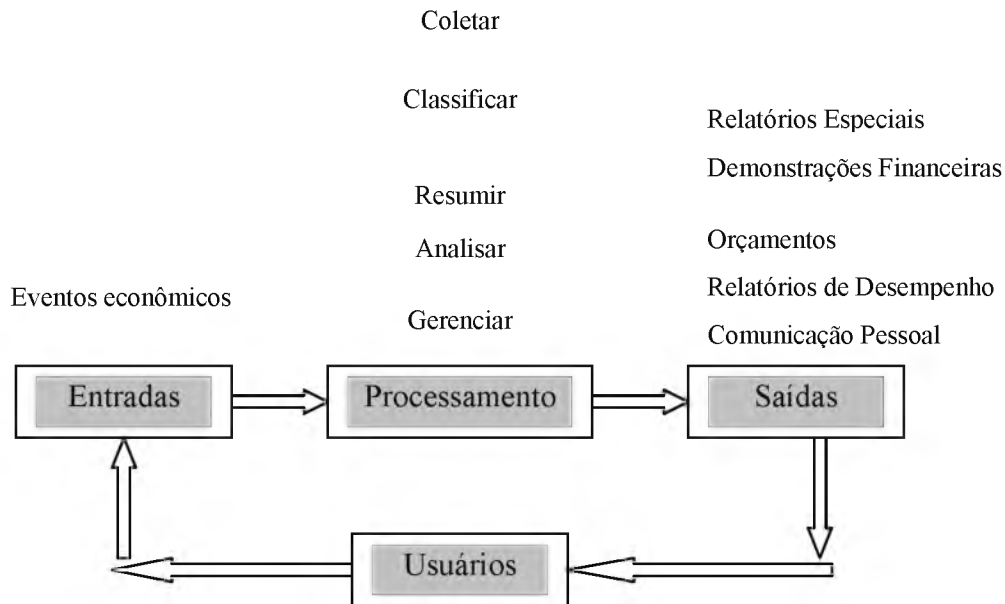 Coletar
Classificar
Resumir
Analisar
Gerenciar
Relatórios Especiais
Demonstrações Financeiras
Orçamentos
Relatórios de Desempenho
Comunicação Pessoal
Eventos econômicos
Entradas
Processamento
Saídas
Usuários